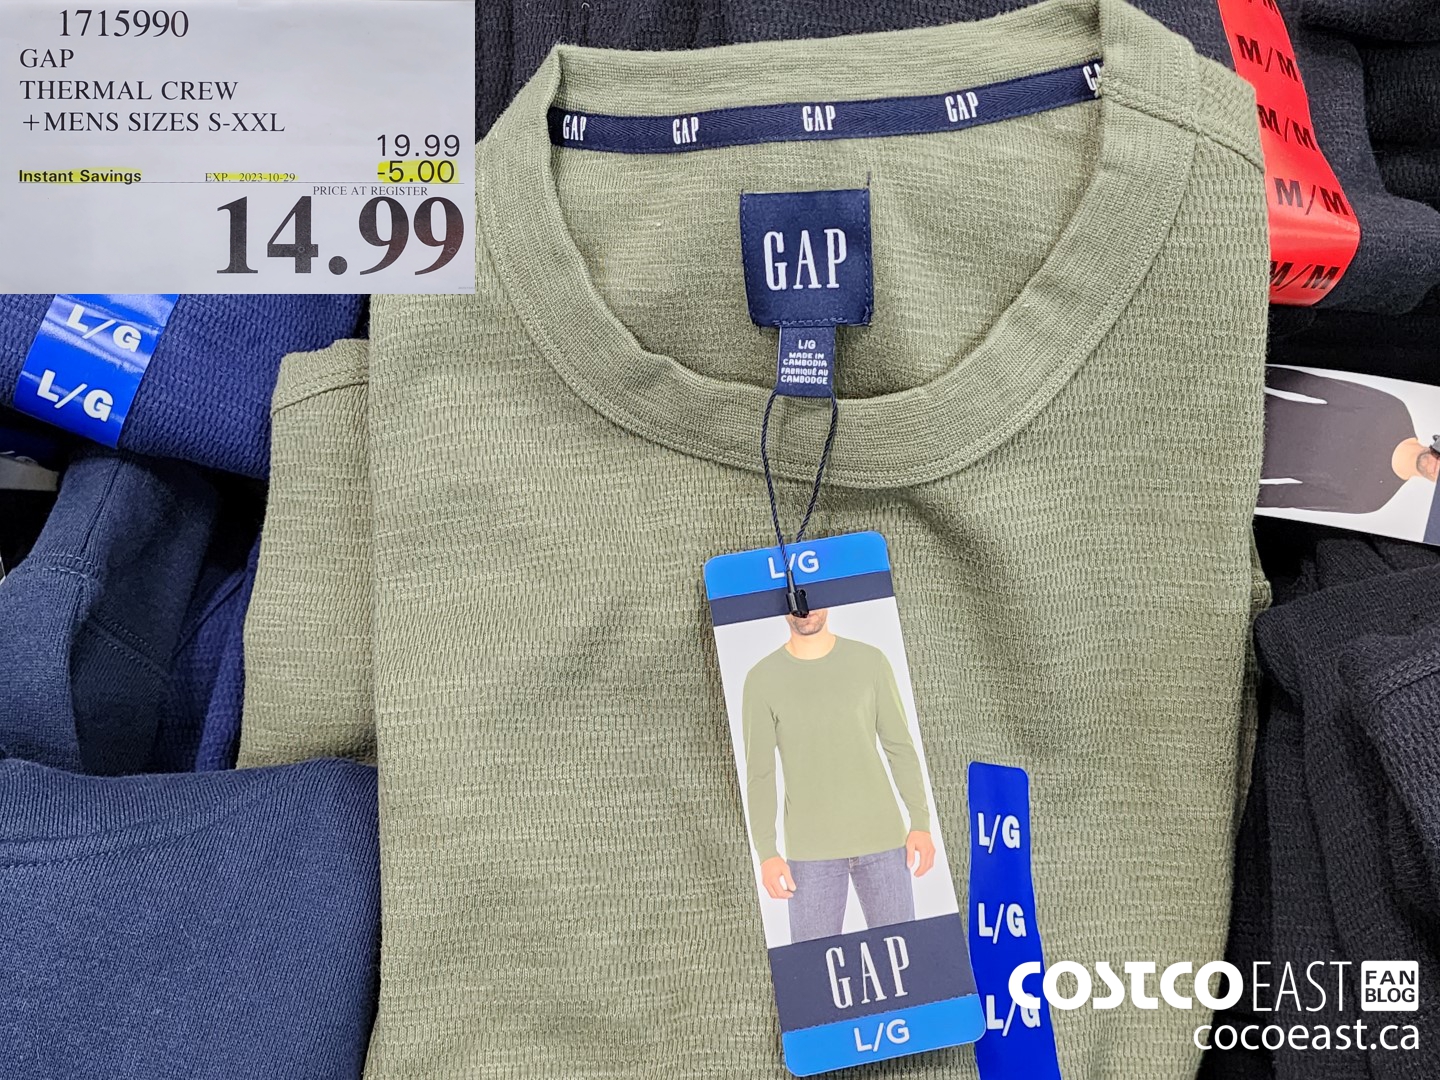 1715990
GAP
THERMAL CREW
+MENS SIZES S-XXL
19.99
Instant Savings EXP. 2023-10-29 -5.00
PRICE AT REGISTER
14.99
GAP GAP GAP GAP
GAP
L/G
MADE IN
CAMBODIA
FABRIQUÉ AU
CAMBODGE
M/M
M/M
M/M
M/M
L/G
L/G
L/G
GAP
L/G
L/G
L/G
L/G
COSTCO EAST FAN BLOG
cocoeast.ca